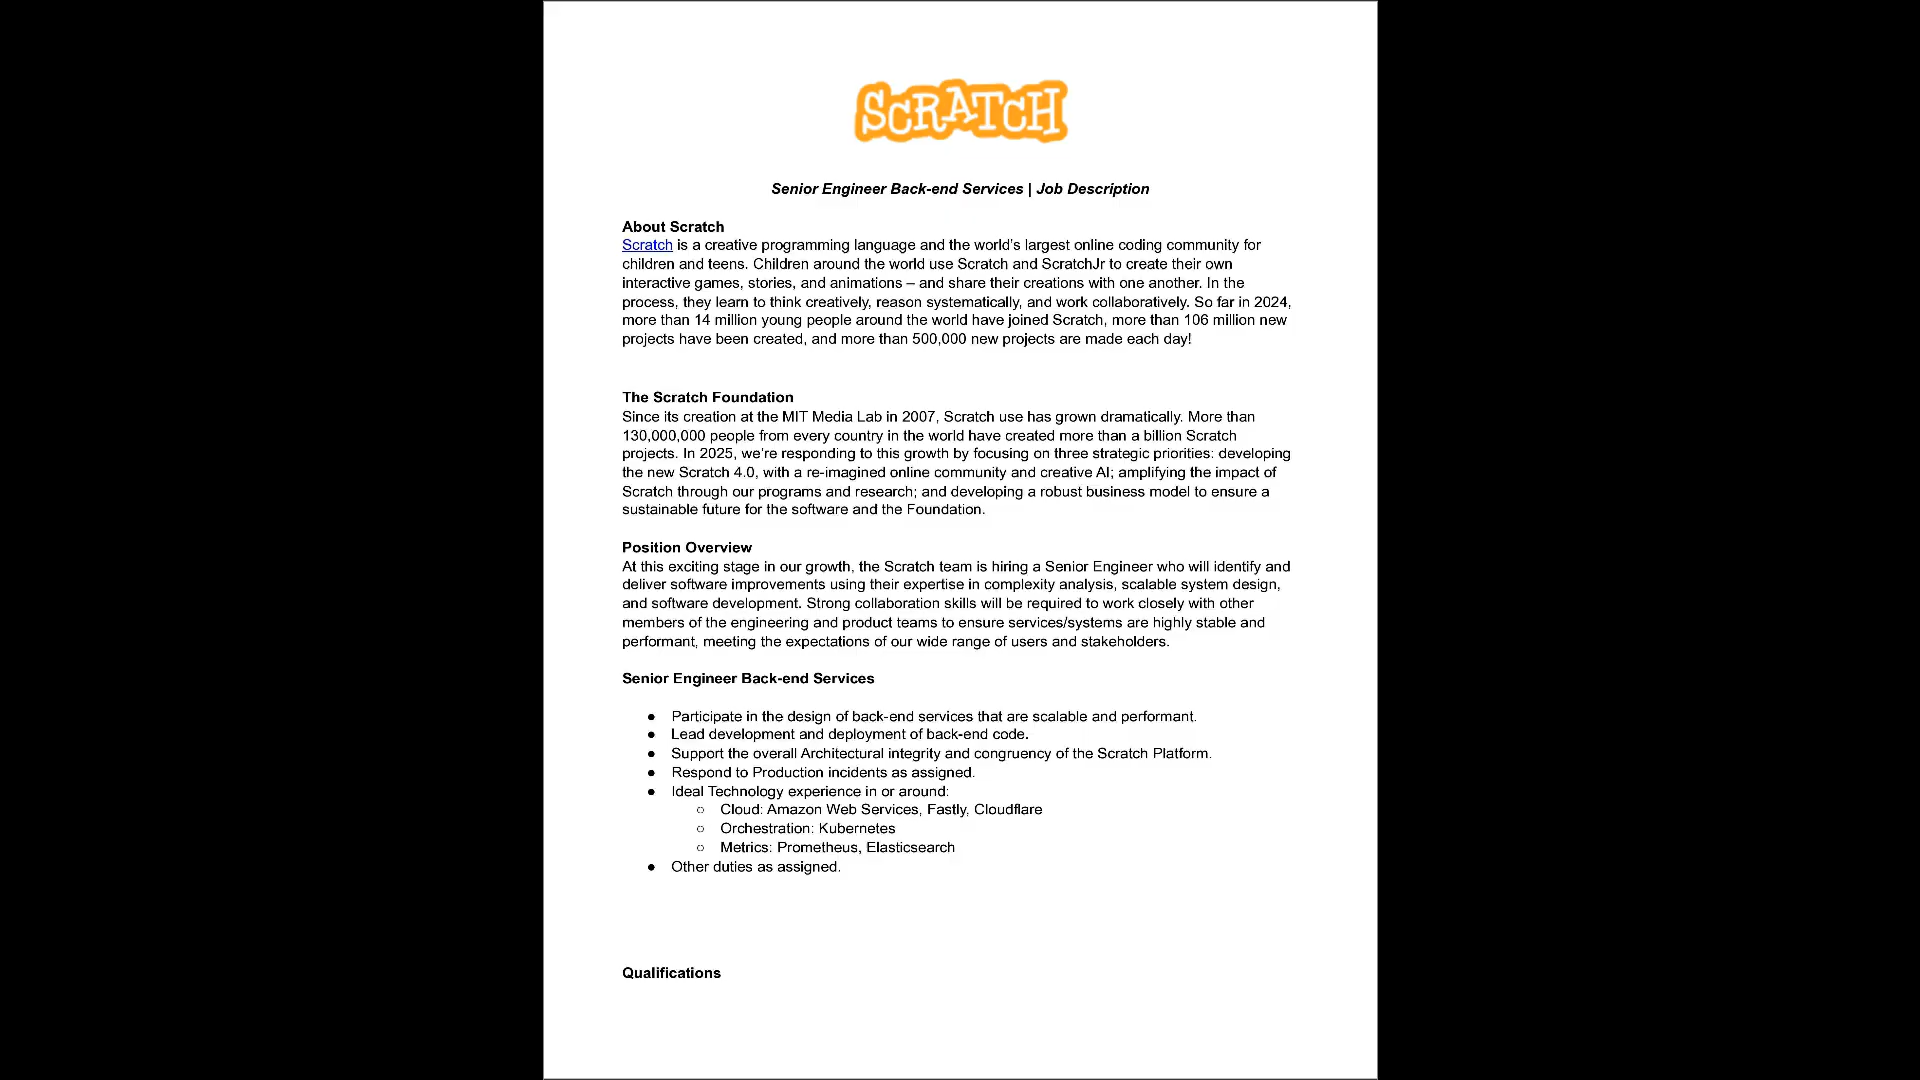 SCRATCH
Senior Engineer Back-end Services | Job Description
About Scratch
Scratch is a creative programming language and the world's largest online coding community for
children and teens. Children around the world use Scratch and ScratchJr to create their own
interactive games, stories, and animations – and share their creations with one another. In the
process, they learn to think creatively, reason systematically, and work collaboratively. So far in 2024,
more than 14 million young people around the world have joined Scratch, more than 106 million new
projects have been created, and more than 500,000 new projects are made each day!
The Scratch Foundation
Since its creation at the MIT Media Lab in 2007, Scratch use has grown dramatically. More than
130,000,000 people from every country in the world have created more than a billion Scratch
projects. In 2025, we're responding to this growth by focusing on three strategic priorities: developing
the new Scratch 4.0, with a re-imagined online community and creative AI; amplifying the impact of
Scratch through our programs and research; and developing a robust business model to ensure a
sustainable future for the software and the Foundation.
Position Overview
At this exciting stage in our growth, the Scratch team is hiring a Senior Engineer who will identify and
deliver software improvements using their expertise in complexity analysis, scalable system design,
and software development. Strong collaboration skills will be required to work closely with other
members of the engineering and product teams to ensure services/systems are highly stable and
performant, meeting the expectations of our wide range of users and stakeholders.
Senior Engineer Back-end Services
● Participate in the design of back-end services that are scalable and performant.
● Lead development and deployment of back-end code.
● Support the overall Architectural integrity and congruency of the Scratch Platform.
● Respond to Production incidents as assigned.
● Ideal Technology experience in or around:
○ Cloud: Amazon Web Services, Fastly, Cloudflare
○ Orchestration: Kubernetes
○ Metrics: Prometheus, Elasticsearch
● Other duties as assigned.
Qualifications